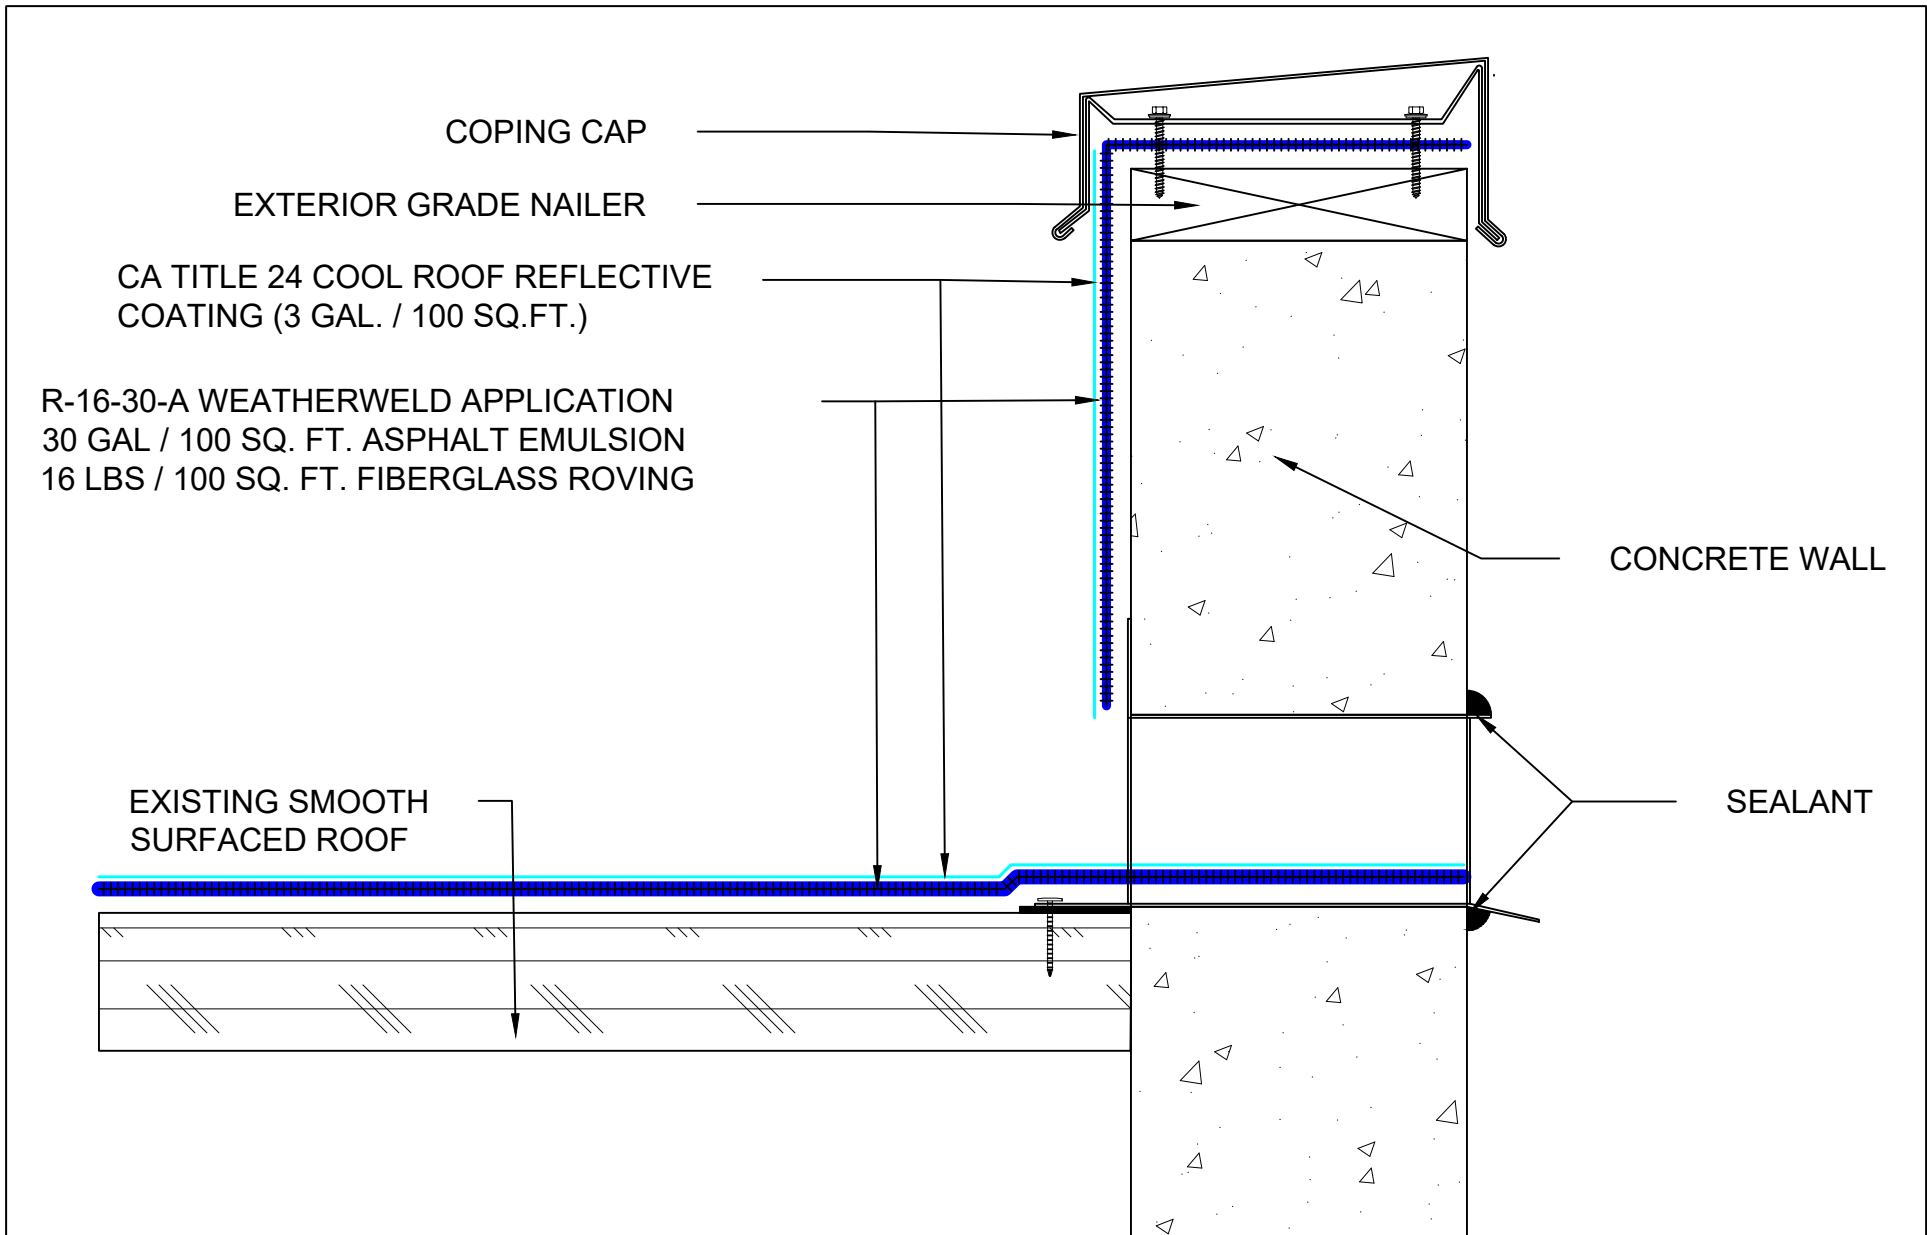 COPING CAP
EXTERIOR GRADE NAILER
CA TITLE 24 COOL ROOF REFLECTIVE
COATING (3 GAL. / 100 SQ.FT.)
R-16-30-A WEATHERWELD APPLICATION
30 GAL / 100 SQ. FT. ASPHALT EMULSION
16 LBS / 100 SQ. FT. FIBERGLASS ROVING
CONCRETE WALL
EXISTING SMOOTH
SURFACED ROOF
SEALANT